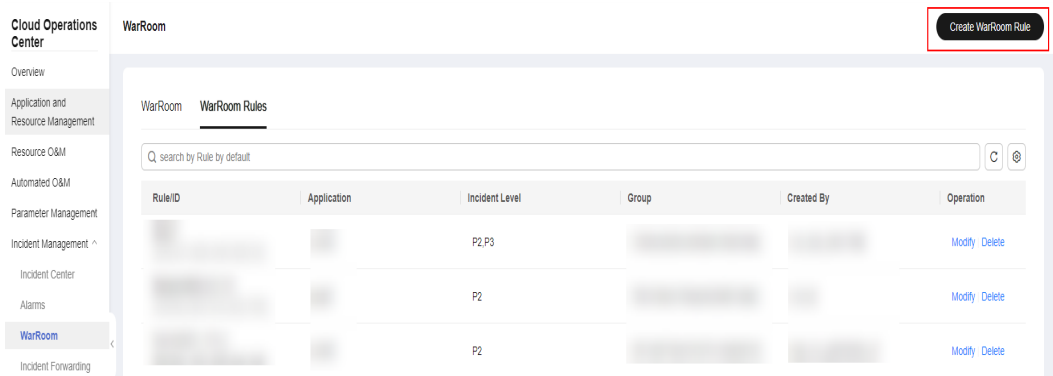 Cloud Operations
Center
WarRoom
Create WarRoom Rule
Overview
Application and
Resource Management
Resource O&M
Automated O&M
Parameter Management
Incident Management
Incident Center
Alarms
WarRoom
Incident Forwarding
WarRoom WarRoom Rules
search by Rule by default
Rule/ID Application Incident Level Group Created By Operation
P2,P3 Modify Delete
P2 Modify Delete
P2 Modify Delete